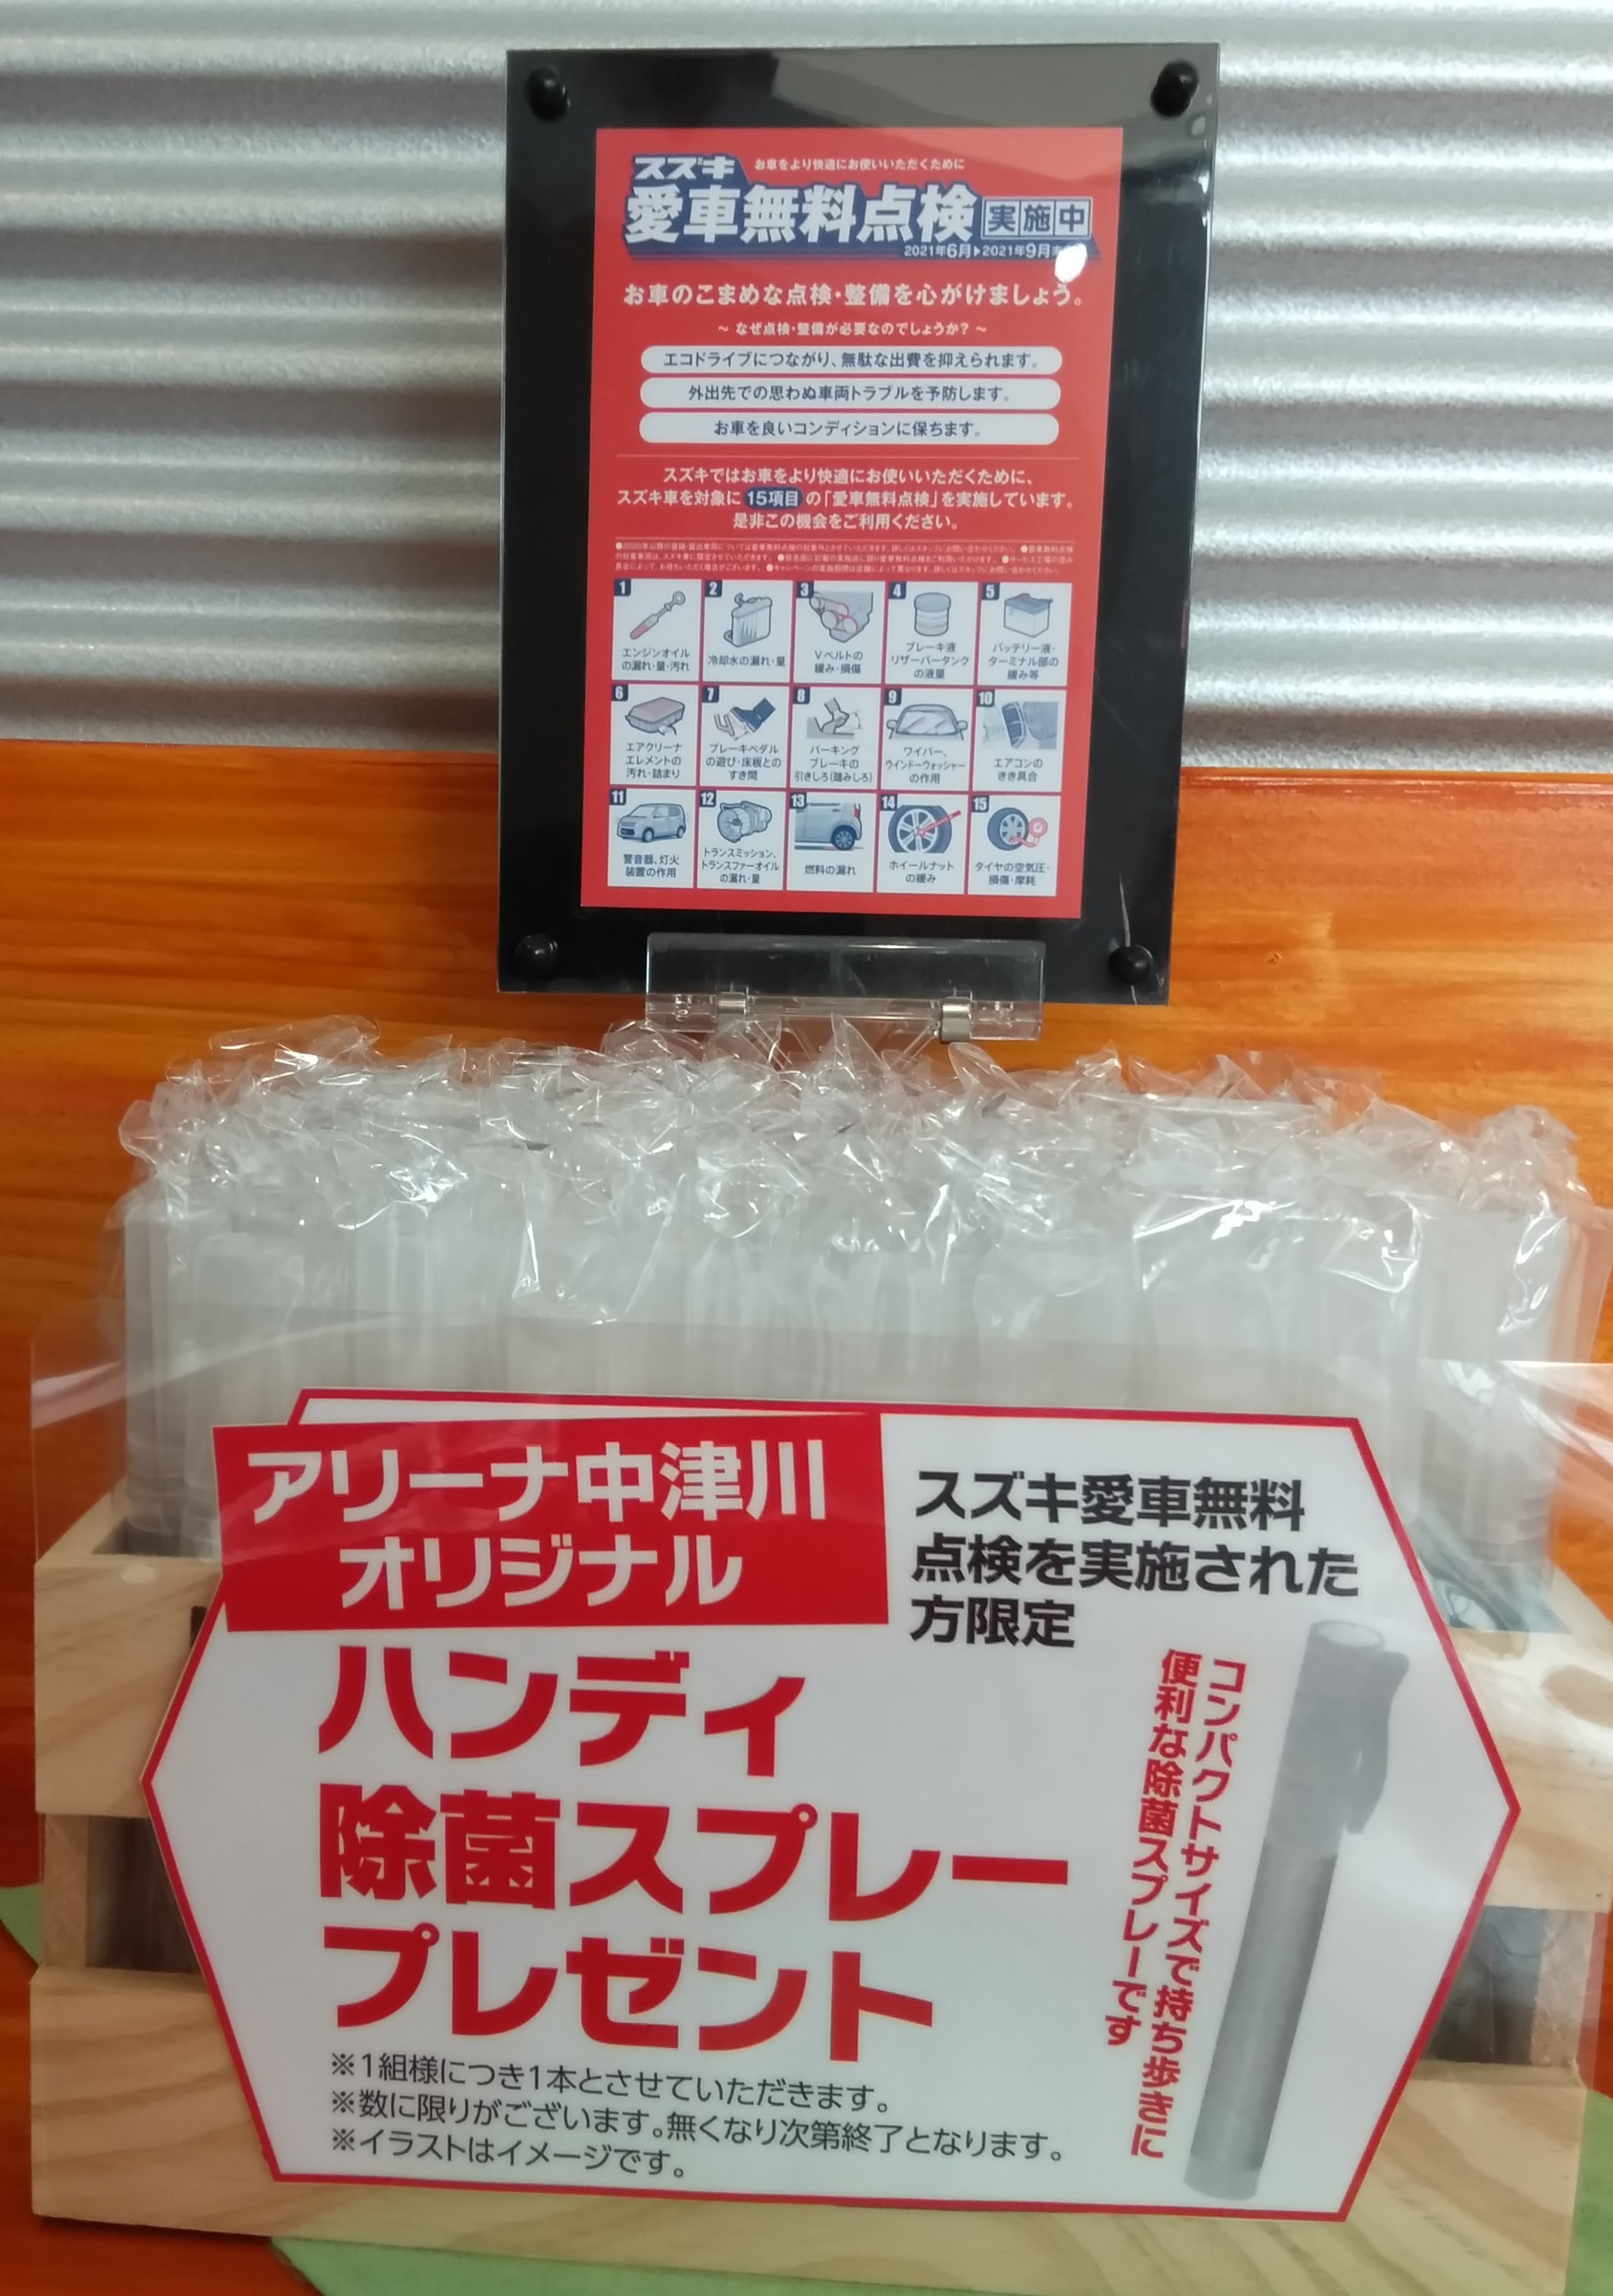 スズキ
お車をより快適にお使いいただくために
愛車無料点検 実施中
2021年6月▶2021年9月
お車のこまめな点検・整備を心がけましょう。
～ なぜ点検・整備が必要なのでしょうか？ ～
エコドライブにつながり、無駄な出費を抑えられます。
外出先での思わぬ車両トラブルを予防します。
お車を良いコンディションに保ちます。
スズキではお車をより快適にお使いいただくために、
スズキ車を対象に 15項目 の「愛車無料点検」を実施しています。
是非この機会をご利用ください。
1
エンジンオイル
の漏れ・量・汚れ
2
冷却水の漏れ・量
3
Vベルトの
緩み・損傷
4
ブレーキ液
リザーバータンク
の液量
5
バッテリー液・
ターミナル部の
緩み等
6
エアクリーナ
エレメントの
汚れ・詰まり
7
ブレーキペダル
の遊び・床板との
すき間
8
パーキング
ブレーキの
引きしろ(踏みしろ)
9
ワイパー、
ウインドーウォッシャー
の作用
10
エアコンの
きき具合
11
警音器、灯火
装置の作用
12
トランスミッション、
トランスファーオイル
の漏れ・量
13
燃料の漏れ
14
ホイールナット
の緩み
15
タイヤの空気圧・
損傷・摩耗
アリーナ中津川
オリジナル
スズキ愛車無料
点検を実施された
方限定
ハンディ
除菌スプレー
プレゼント
コンパクトサイズで持ち歩きに
便利な除菌スプレーです
※1組様につき1本とさせていただきます。
※数に限りがございます。無くなり次第終了となります。
※イラストはイメージです。